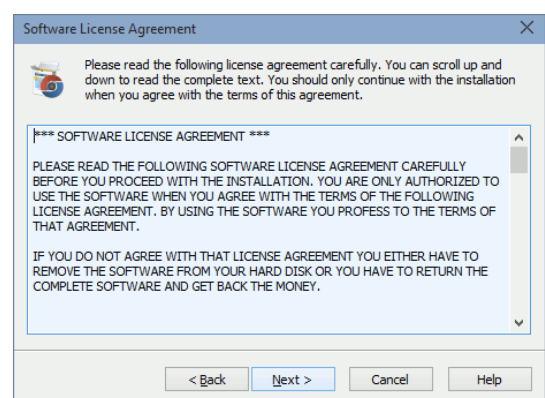 Software License Agreement
Please read the following license agreement carefully. You can scroll up and
down to read the complete text. You should only continue with the installation
when you agree with the terms of this agreement.
*** SOFTWARE LICENSE AGREEMENT ***
PLEASE READ THE FOLLOWING SOFTWARE LICENSE AGREEMENT CAREFULLY
BEFORE YOU PROCEED WITH THE INSTALLATION. YOU ARE ONLY AUTHORIZED TO
USE THE SOFTWARE WHEN YOU AGREE WITH THE TERMS OF THE FOLLOWING
LICENSE AGREEMENT. BY USING THE SOFTWARE YOU PROFESS TO THE TERMS OF
THAT AGREEMENT.
IF YOU DO NOT AGREE WITH THAT LICENSE AGREEMENT YOU EITHER HAVE TO
REMOVE THE SOFTWARE FROM YOUR HARD DISK OR YOU HAVE TO RETURN THE
COMPLETE SOFTWARE AND GET BACK THE MONEY.
< Back Next > Cancel Help